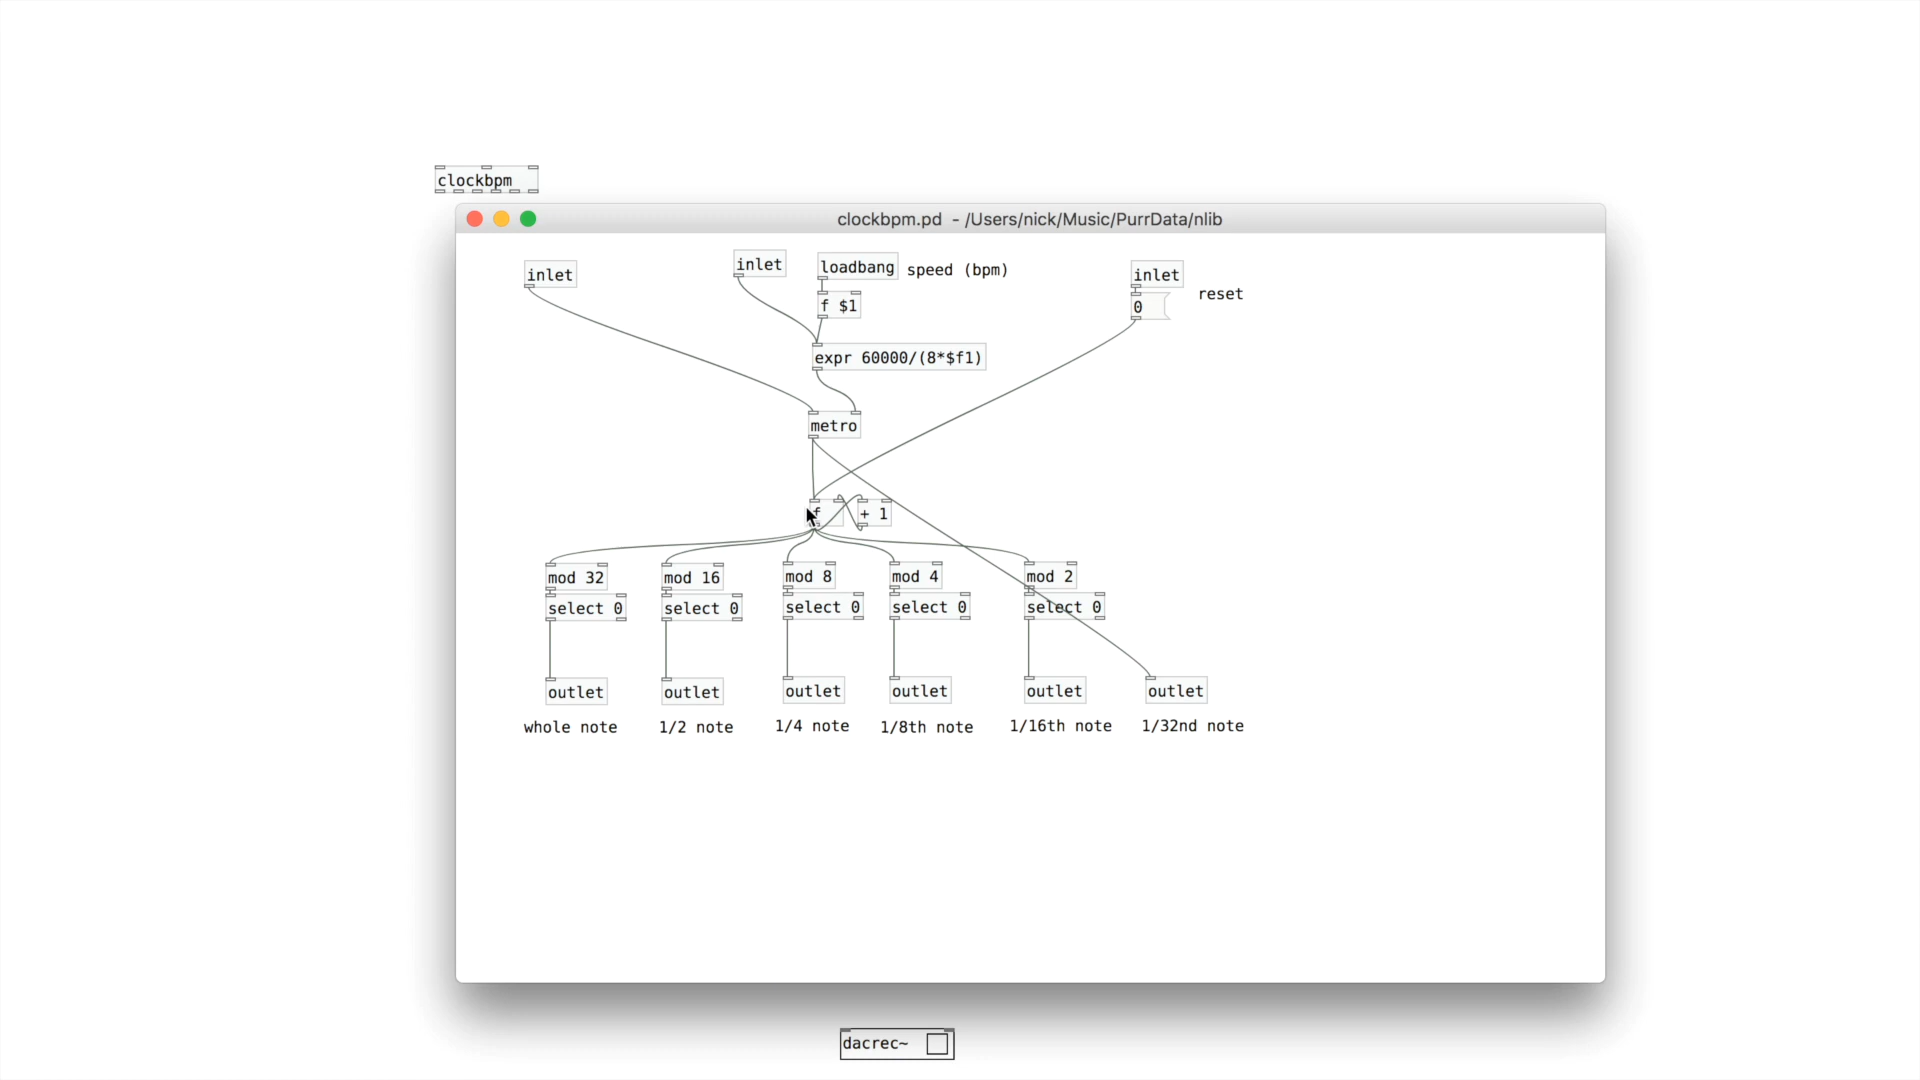 clockbpm
clockbpm.pd - /Users/nick/Music/PurrData/nlib
inlet
inlet
loadbang
speed (bpm)
inlet
f $1
0
reset
expr 60000/(8*$f1)
metro
f
+ 1
mod 32
mod 16
mod 8
mod 4
mod 2
select 0
select 0
select 0
select 0
select 0
outlet
outlet
outlet
outlet
outlet
outlet
whole note
1/2 note
1/4 note
1/8th note
1/16th note
1/32nd note
dacrec~